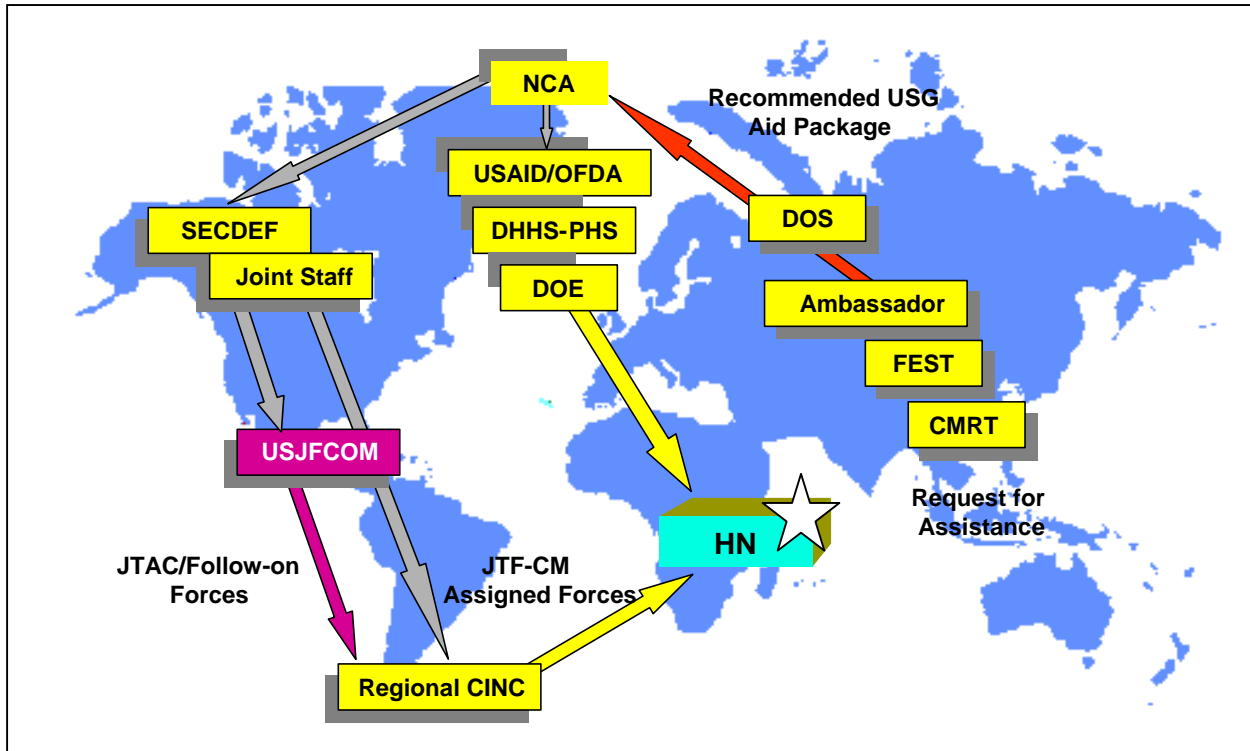 NCA
Recommended USG
Aid Package
USAID/OFDA
SECDEF
DHHS-PHS
DOS
Joint Staff
DOE
Ambassador
FEST
CMRT
USJFCOM
Request for
Assistance
HN
JTAC/Follow-on
Forces
JTF-CM
Assigned Forces
Regional CINC